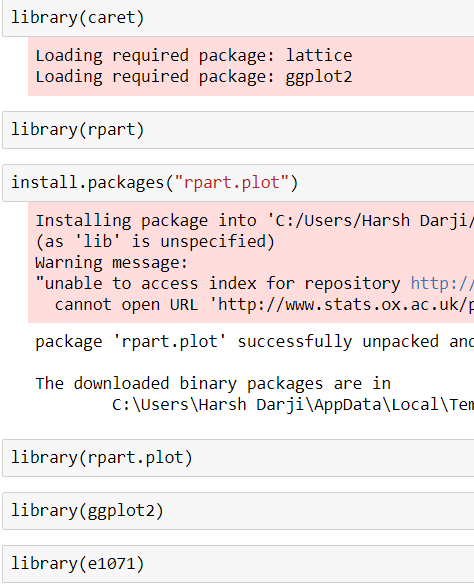 library(caret)
Loading required package: lattice
Loading required package: ggplot2
library(rpart)
install.packages("rpart.plot")
Installing package into 'C:/Users/Harsh Darji/
(as 'lib' is unspecified)
Warning message:
"unable to access index for repository http://
cannot open URL 'http://www.stats.ox.ac.uk/p
package 'rpart.plot' successfully unpacked and
The downloaded binary packages are in
C:\Users\Harsh Darji\AppData\Local\Tem
library(rpart.plot)
library(ggplot2)
library(e1071)